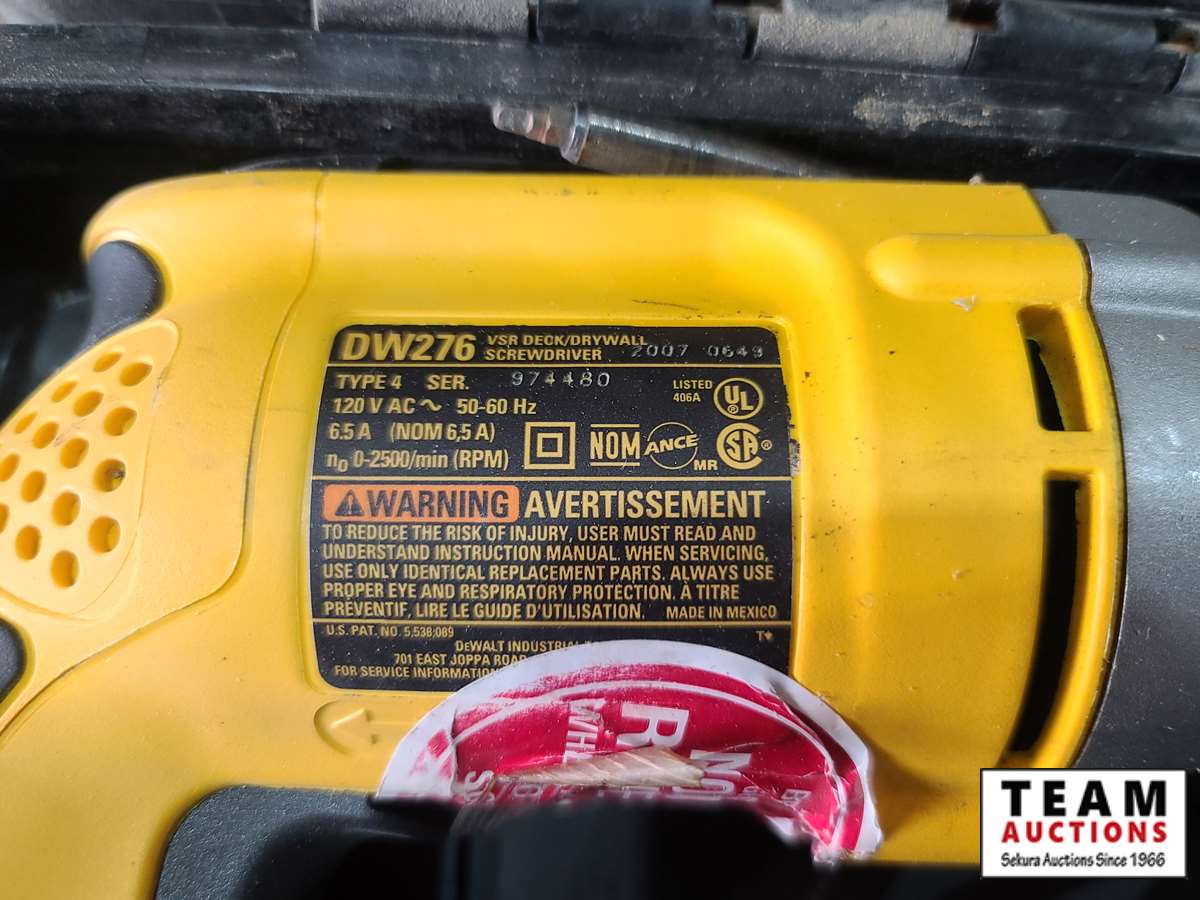 DW276 VSR DECK/DRYWALL
SCREWDRIVER 2007 0649
TYPE 4 SER. 974480
LISTED
406A
UL
120 V AC ~ 50-60 Hz
6.5 A (NOM 6,5 A)
NOM ANCE MR SA
n0 0-2500/min (RPM)
WARNING AVERTISSEMENT
TO REDUCE THE RISK OF INJURY, USER MUST READ AND
UNDERSTAND INSTRUCTION MANUAL. WHEN SERVICING,
USE ONLY IDENTICAL REPLACEMENT PARTS. ALWAYS USE
PROPER EYE AND RESPIRATORY PROTECTION. À TITRE
PRÉVENTIF, LIRE LE GUIDE D'UTILISATION. MADE IN MEXICO
U.S. PAT. NO. 5,538,089
DEWALT INDUSTRIAL
701 EAST JOPPA ROAD
FOR SERVICE INFORMATION
TEAM
AUCTIONS
Sekura Auctions Since 1966